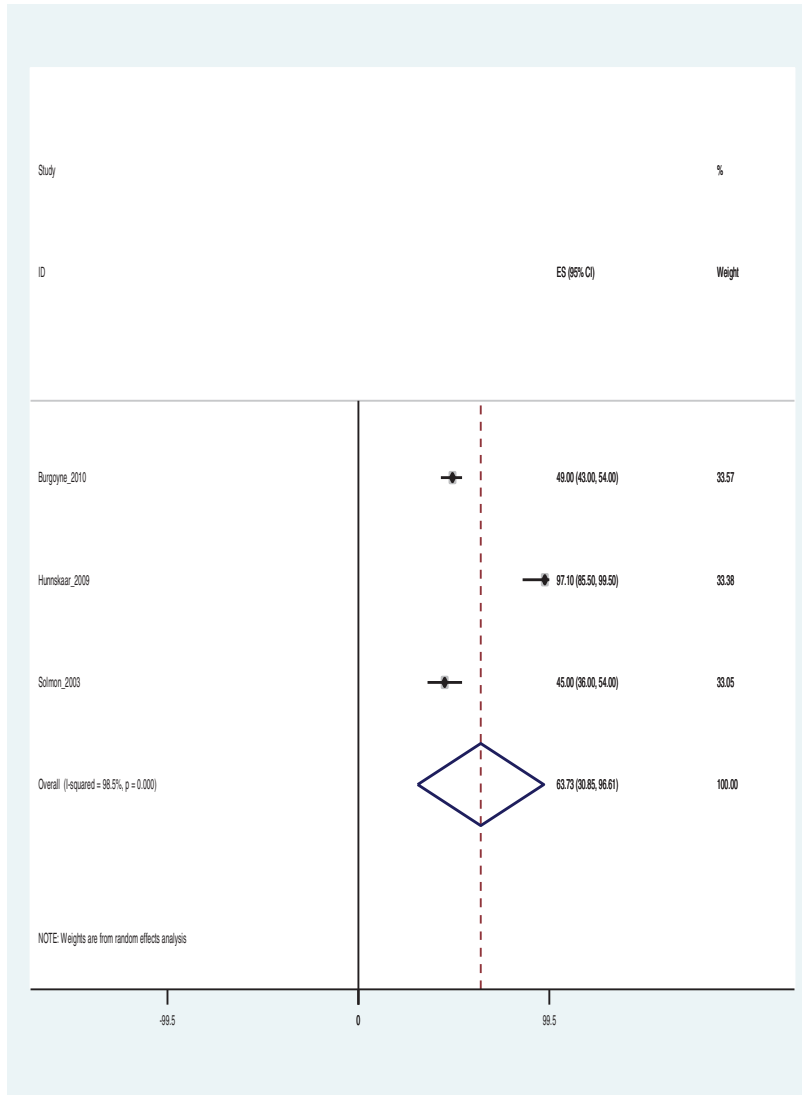 Study %
ID ES (95% CI) Weight
Burgoyne_2010 49.00 (43.00, 54.00) 33.57
Hunnskaar_2009 97.10 (85.50, 99.50) 33.38
Solmon_2003 45.00 (36.00, 54.00) 33.05
Overall (I-squared = 98.5%, p = 0.000) 63.73 (30.85, 96.61) 100.00
NOTE: Weights are from random effects analysis
-99.5 0 99.5